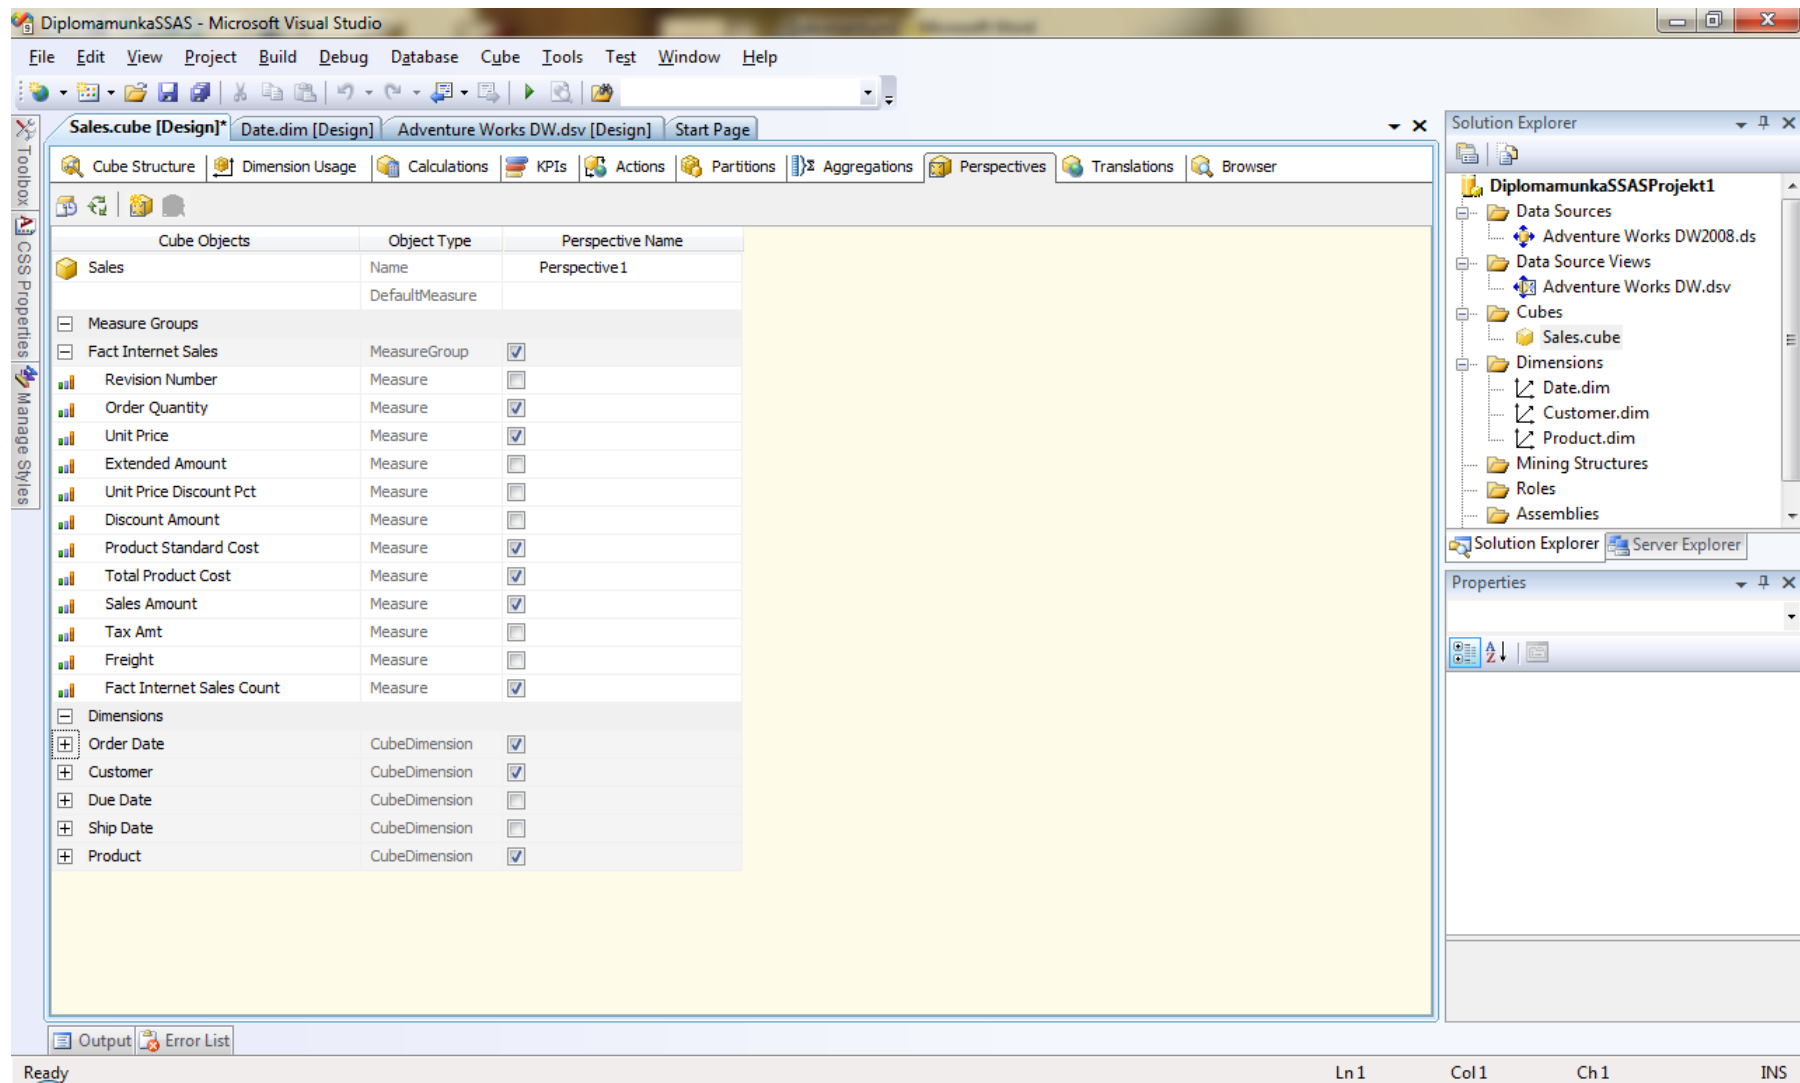 DiplomamunkaSSAS - Microsoft Visual Studio
File Edit View Project Build Debug Database Cube Tools Test Window Help
Sales.cube [Design]* Date.dim [Design] Adventure Works DW.dsv [Design] Start Page
Cube Structure Dimension Usage Calculations KPIs Actions Partitions Aggregations Perspectives Translations Browser
Toolbox
CSS Properties
Manage Styles
Cube Objects Object Type Perspective Name
Sales Name Perspective1
DefaultMeasure
Measure Groups
Fact Internet Sales MeasureGroup
Revision Number Measure
Order Quantity Measure
Unit Price Measure
Extended Amount Measure
Unit Price Discount Pct Measure
Discount Amount Measure
Product Standard Cost Measure
Total Product Cost Measure
Sales Amount Measure
Tax Amt Measure
Freight Measure
Fact Internet Sales Count Measure
Dimensions
Order Date CubeDimension
Customer CubeDimension
Due Date CubeDimension
Ship Date CubeDimension
Product CubeDimension
Solution Explorer
DiplomamunkaSSASProjekt1
Data Sources
Adventure Works DW2008.ds
Data Source Views
Adventure Works DW.dsv
Cubes
Sales.cube
Dimensions
Date.dim
Customer.dim
Product.dim
Mining Structures
Roles
Assemblies
Solution Explorer Server Explorer
Properties
Output Error List
Ready Ln 1 Col 1 Ch 1 INS